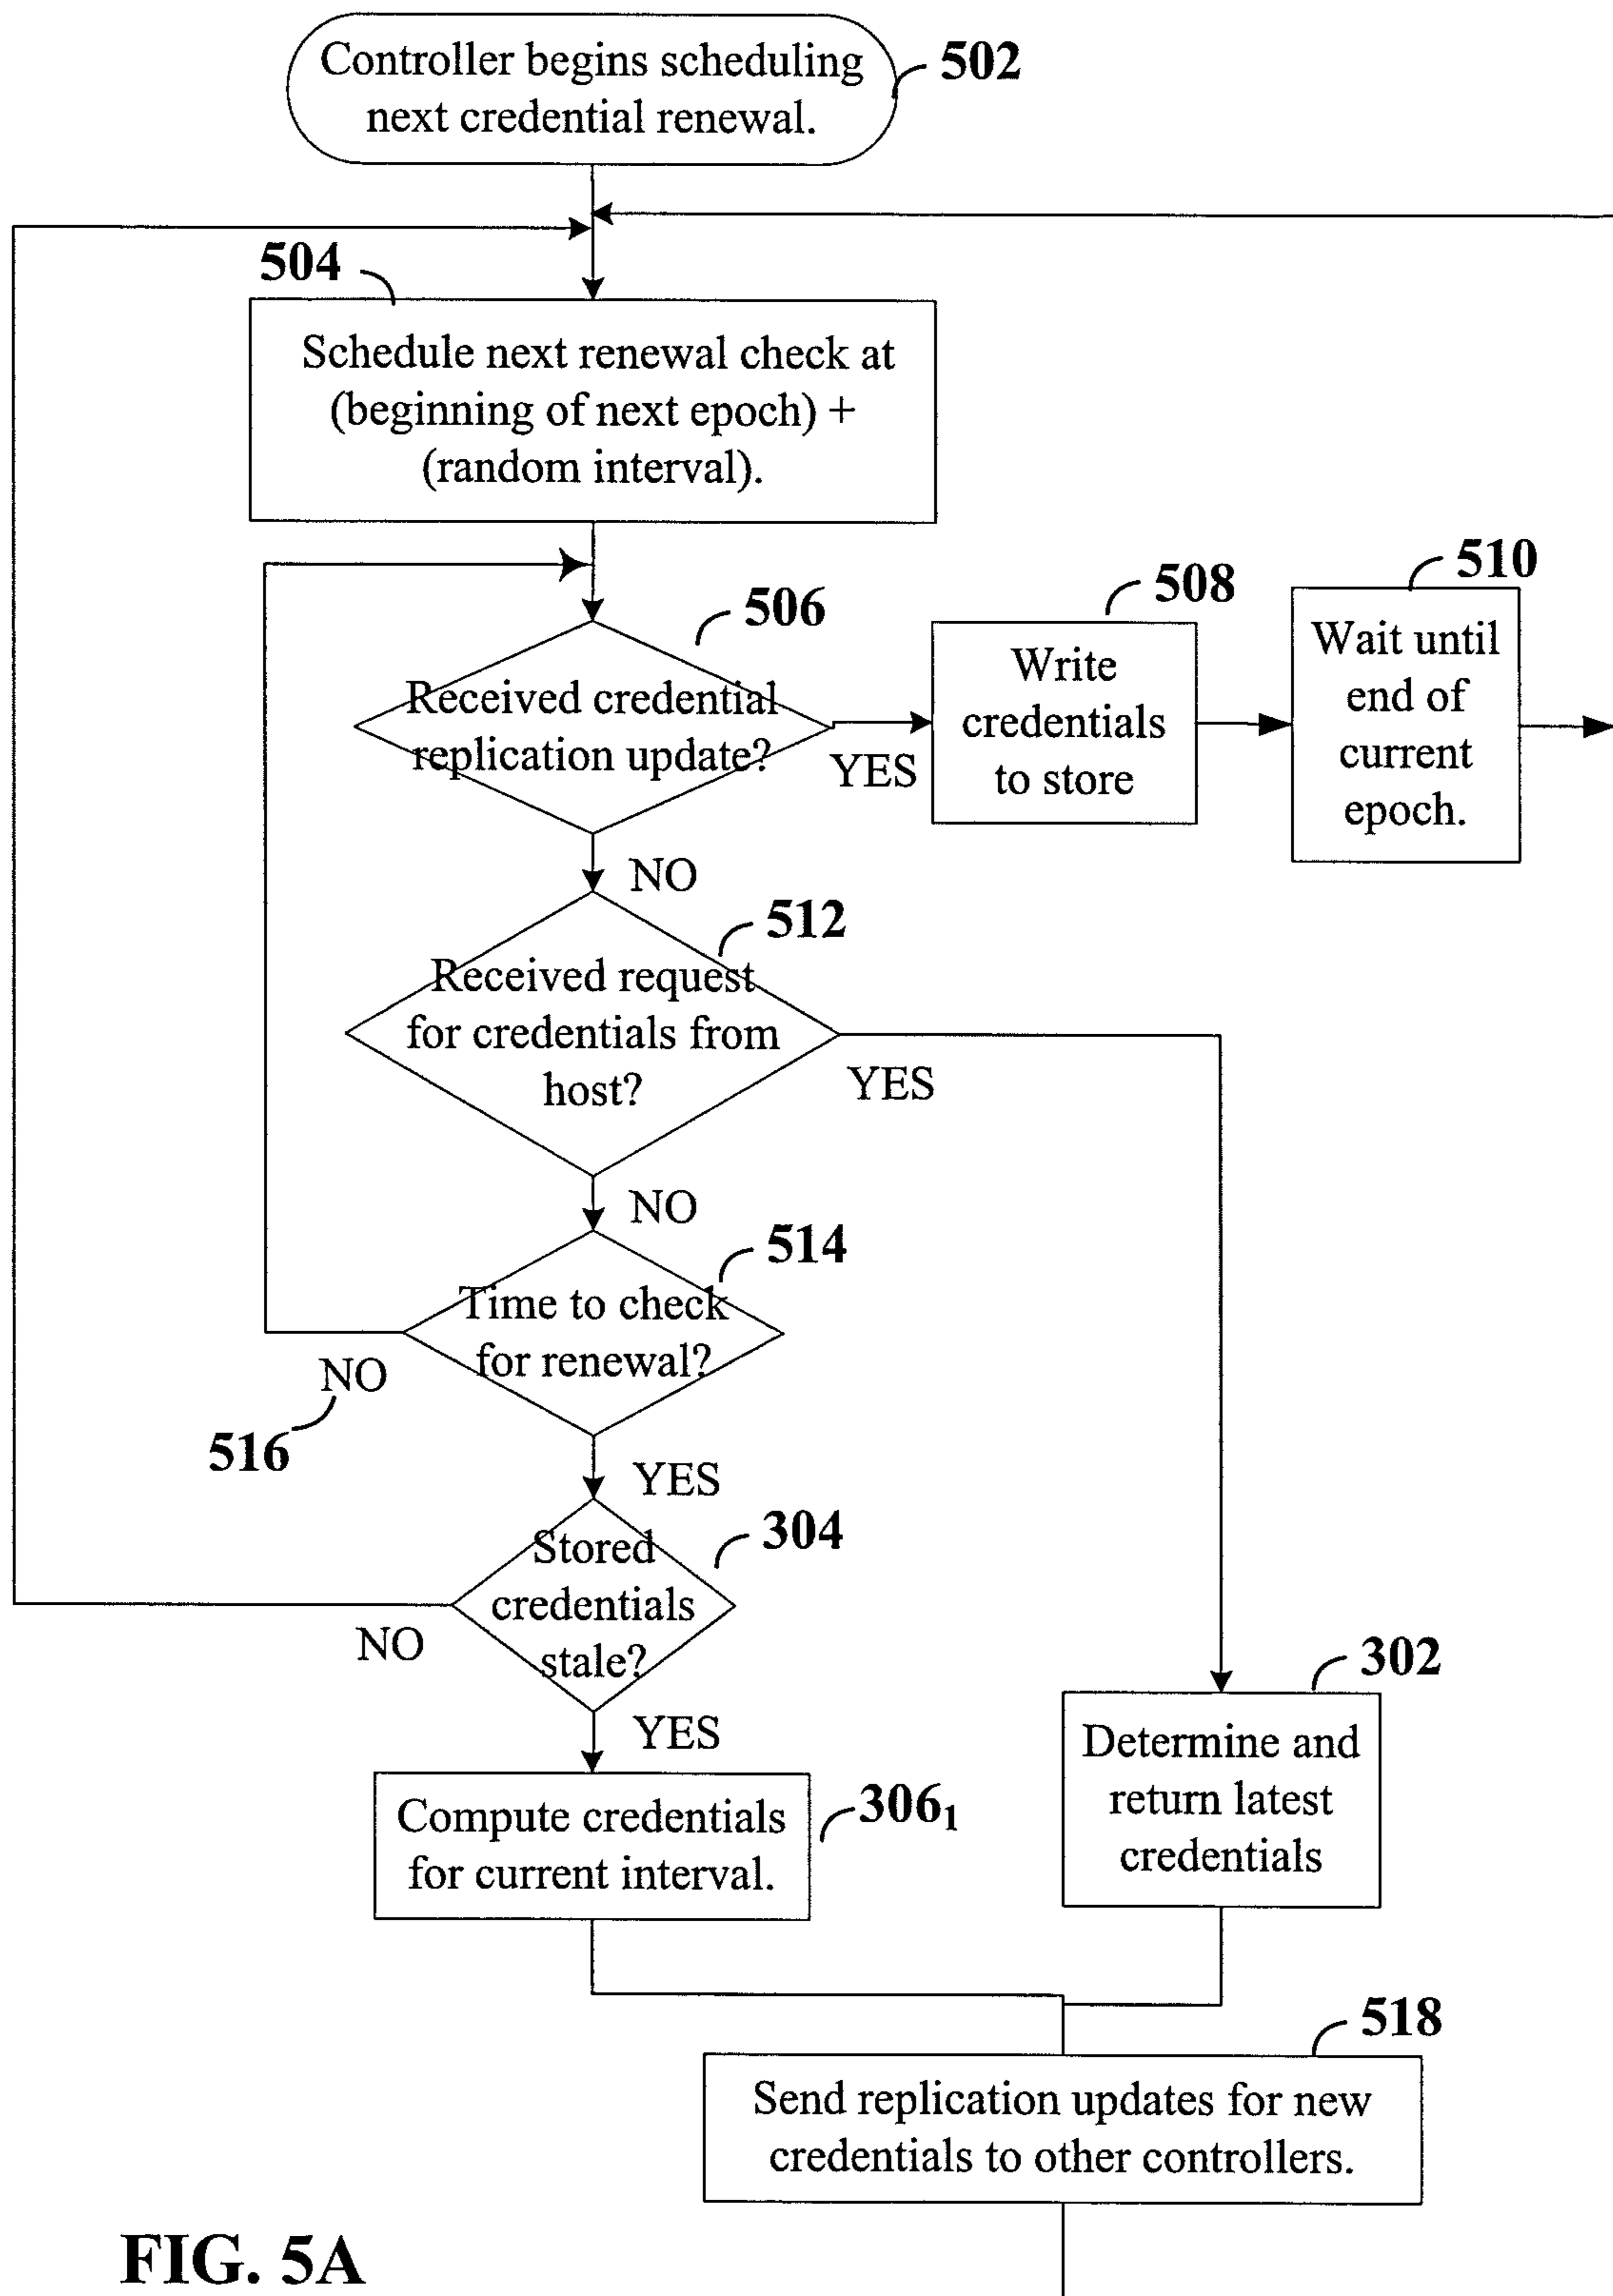 Controller begins scheduling
next credential renewal.
502
504
Schedule next renewal check at
(beginning of next epoch) +
(random interval).
506
Received credential
replication update?
YES
508
Write
credentials
to store
510
Wait until
end of
current
epoch.
NO
512
Received request
for credentials from
host?
YES
NO
514
Time to check
for renewal?
NO
516
YES
304
Stored
credentials
stale?
NO
YES
306₁
Compute credentials
for current interval.
302
Determine and
return latest
credentials
518
Send replication updates for new
credentials to other controllers.
FIG. 5A